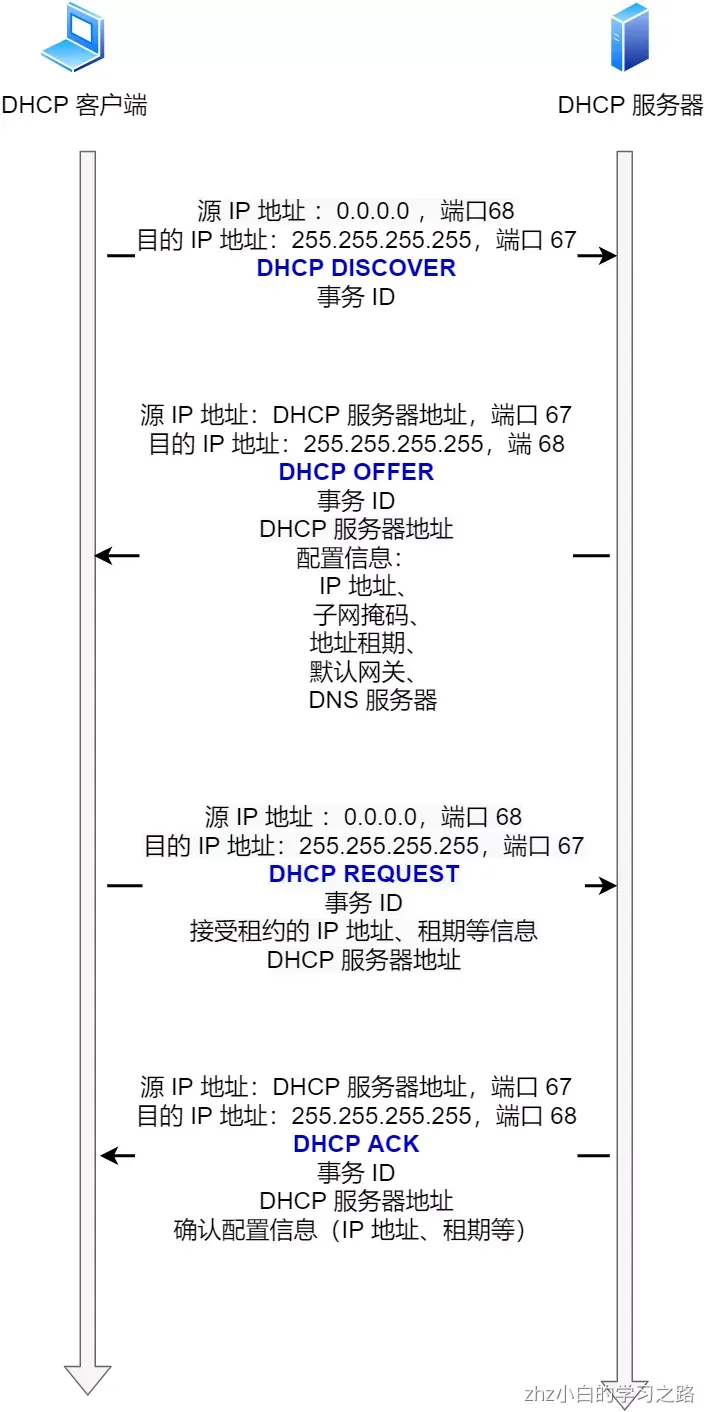 DHCP 客户端
DHCP 服务器
源 IP 地址 ：0.0.0.0 ，端口68
目的 IP 地址：255.255.255.255，端口 67
DHCP DISCOVER
事务 ID
源 IP 地址：DHCP 服务器地址，端口 67
目的 IP 地址：255.255.255.255，端 68
DHCP OFFER
事务 ID
DHCP 服务器地址
配置信息：
IP 地址、
子网掩码、
地址租期、
默认网关、
DNS 服务器
源 IP 地址 ：0.0.0.0，端口 68
目的 IP 地址：255.255.255.255，端口 67
DHCP REQUEST
事务 ID
接受租约的 IP 地址、租期等信息
DHCP 服务器地址
源 IP 地址：DHCP 服务器地址，端口 67
目的 IP 地址：255.255.255.255，端口 68
DHCP ACK
事务 ID
DHCP 服务器地址
确认配置信息（IP 地址、租期等）
zhz小白的学习之路